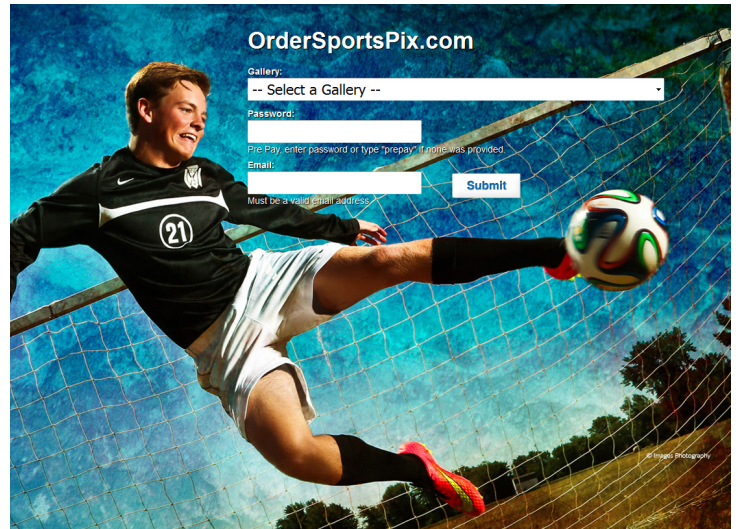 OrderSportsPix.com
Gallery:
-- Select a Gallery --
Password:
Pre Pay, enter password or type "prepay" if none was provided.
Email:
Submit
Must be a valid email address.
21
© Images Photography